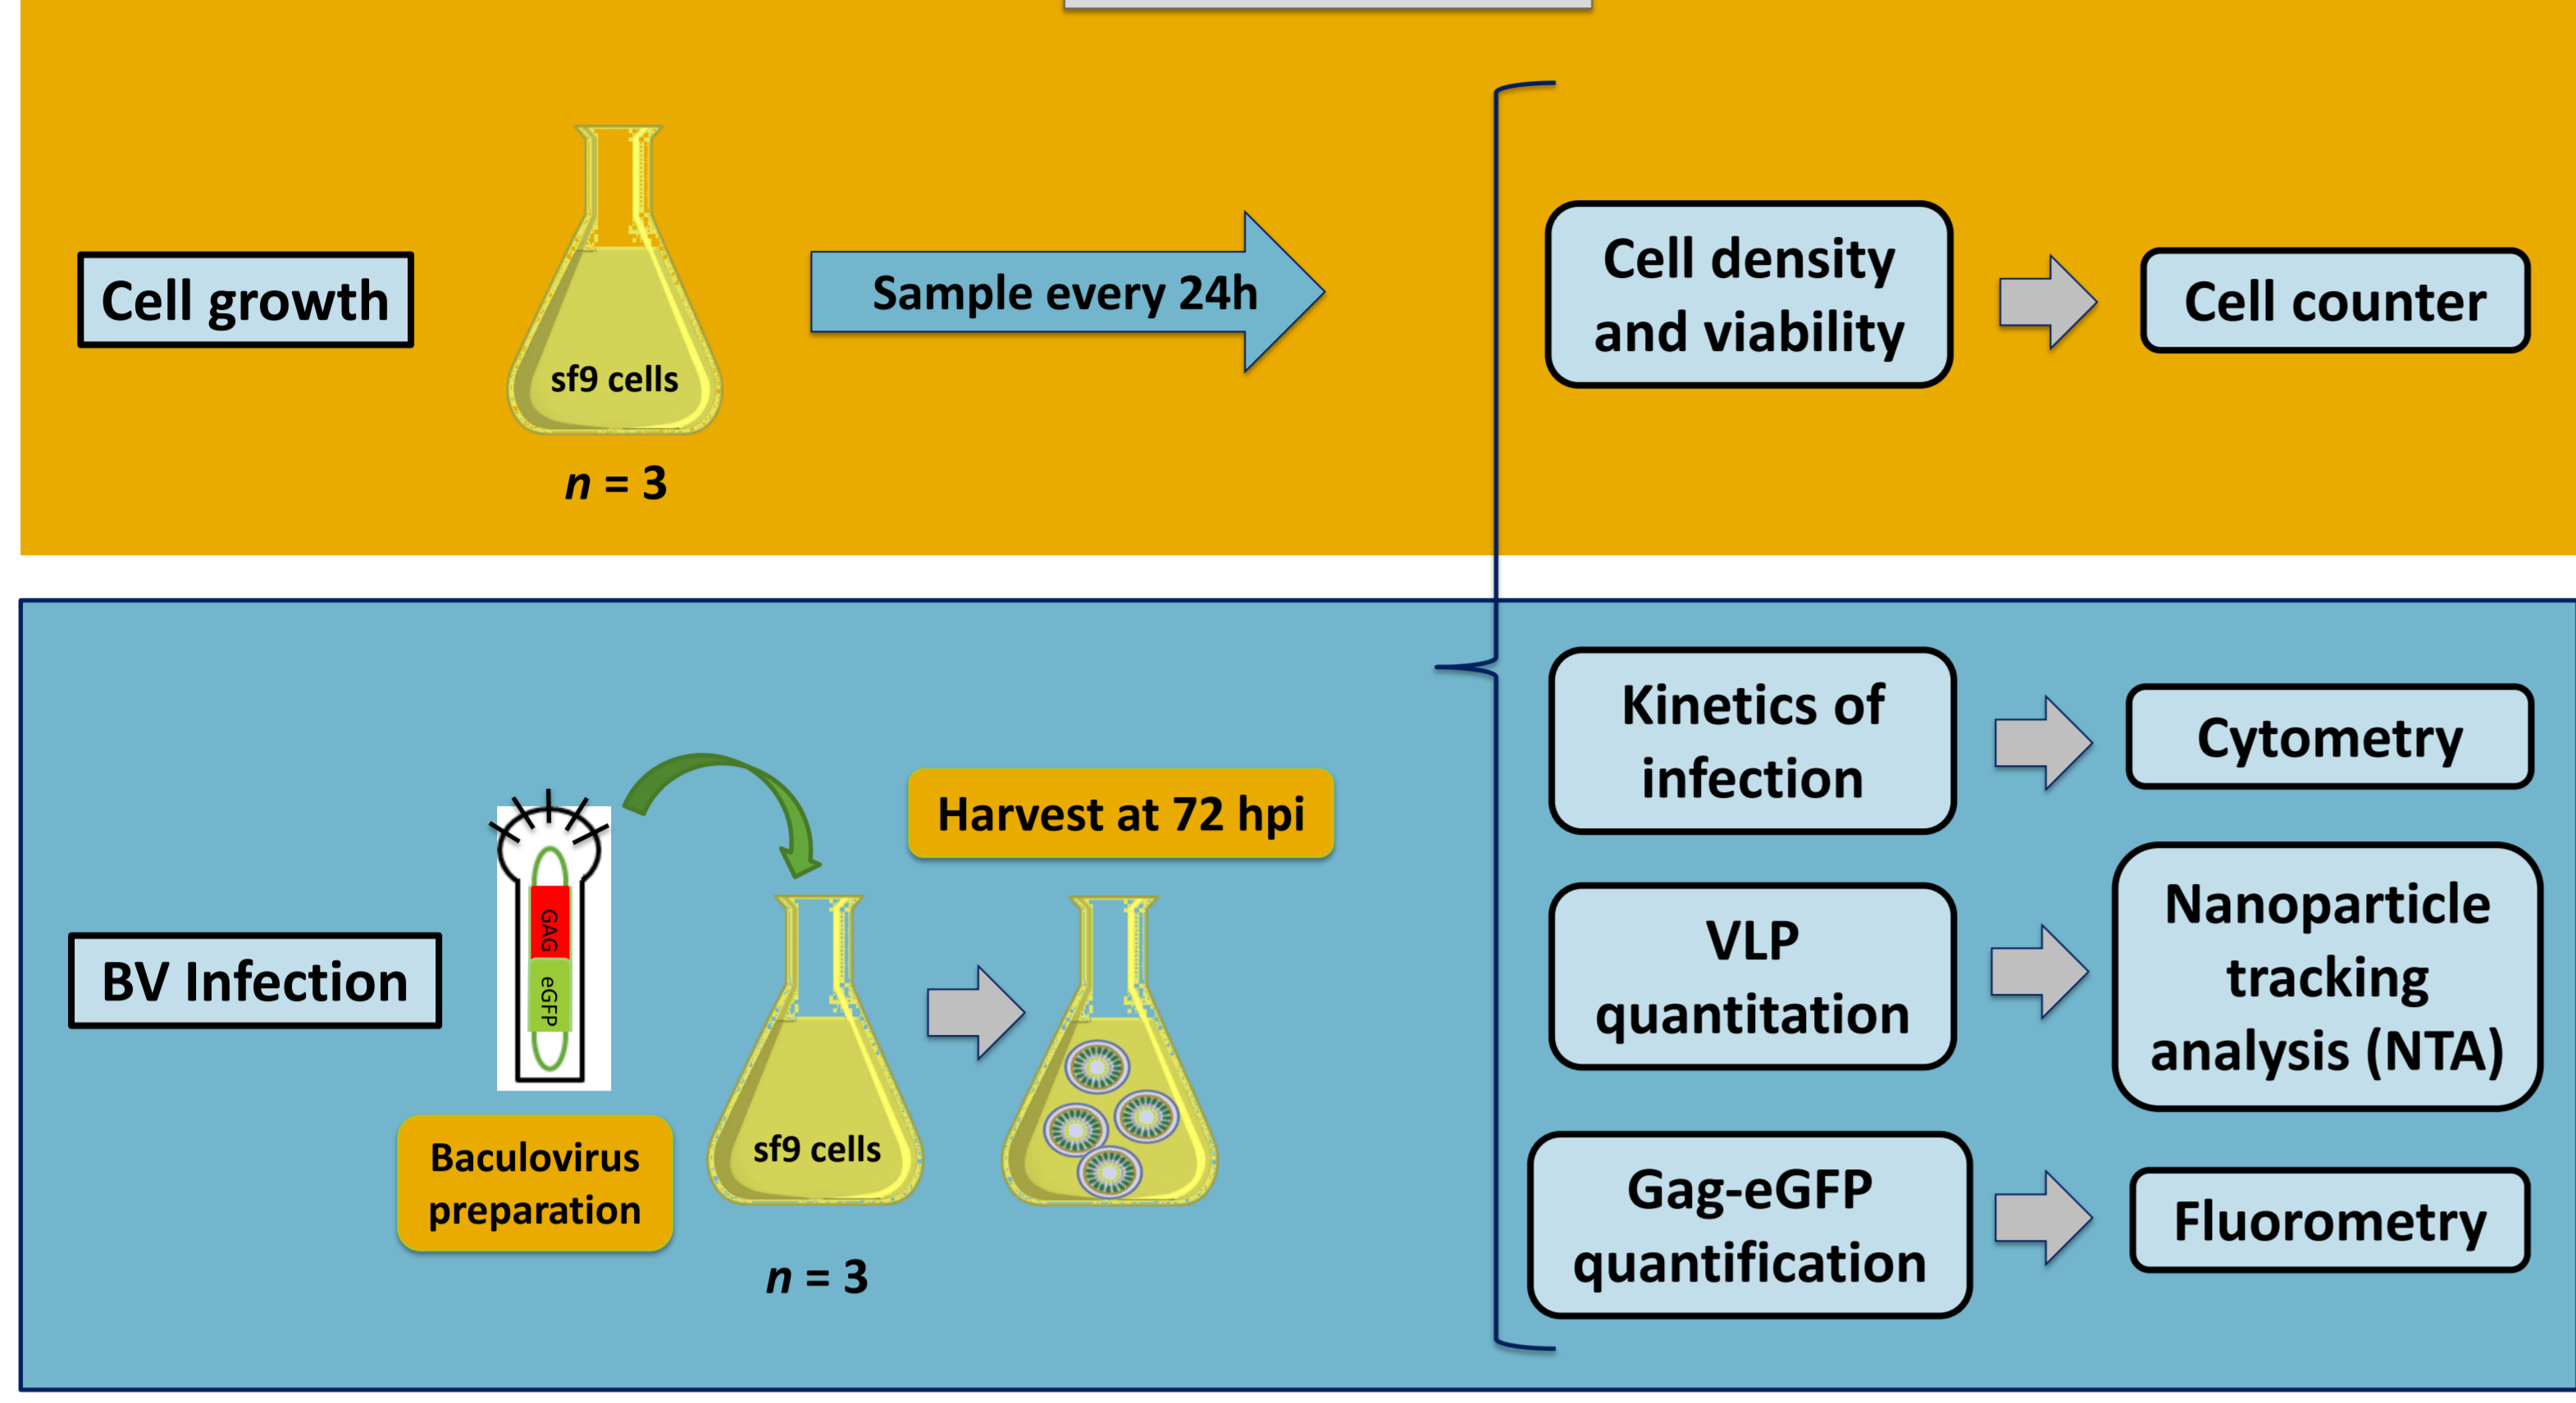 Cell growth
sf9 cells
n = 3
Sample every 24h
Cell density
and viability
Cell counter
BV Infection
GAG
eGFP
Baculovirus
preparation
sf9 cells
n = 3
Harvest at 72 hpi
Kinetics of
infection
Cytometry
VLP
quantitation
Nanoparticle
tracking
analysis (NTA)
Gag-eGFP
quantification
Fluorometry